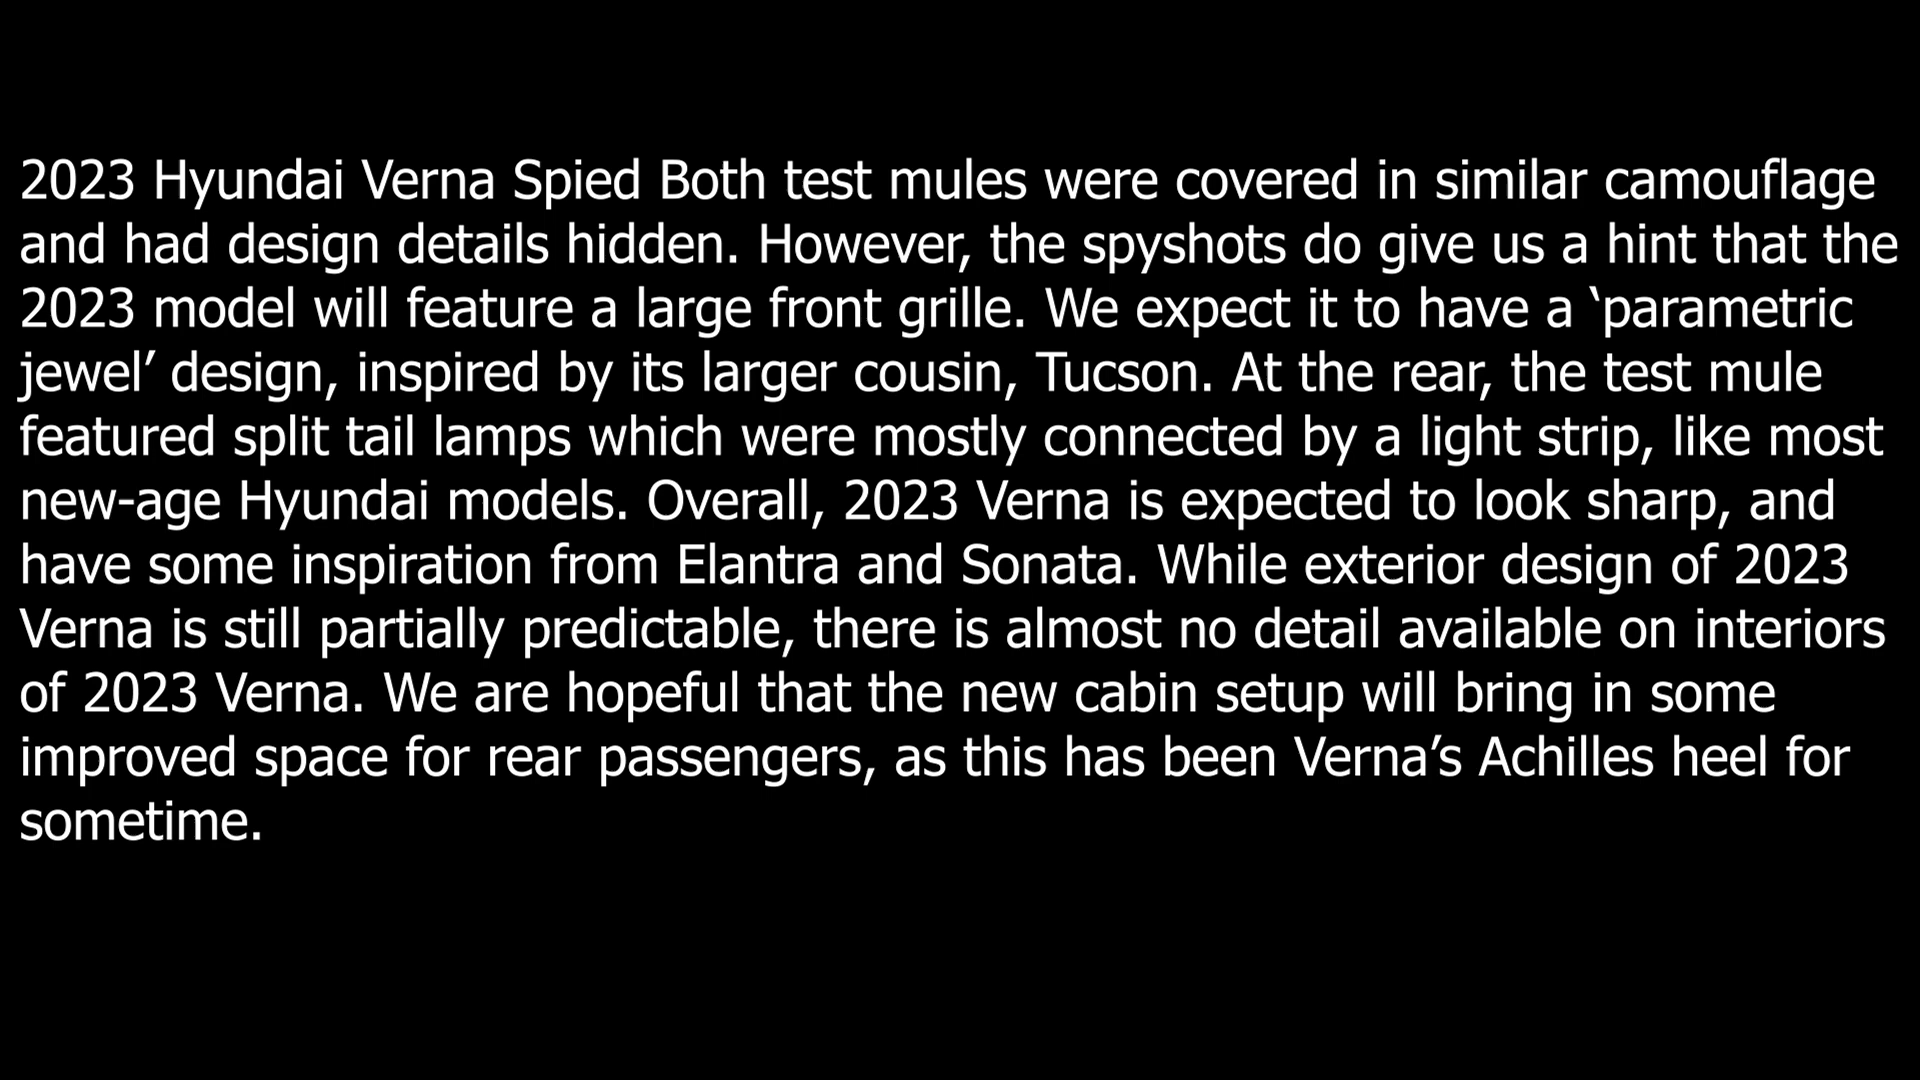 2023 Hyundai Verna Spied Both test mules were covered in similar camouflage
and had design details hidden. However, the spyshots do give us a hint that the
2023 model will feature a large front grille. We expect it to have a ‘parametric
jewel’ design, inspired by its larger cousin, Tucson. At the rear, the test mule
featured split tail lamps which were mostly connected by a light strip, like most
new-age Hyundai models. Overall, 2023 Verna is expected to look sharp, and
have some inspiration from Elantra and Sonata. While exterior design of 2023
Verna is still partially predictable, there is almost no detail available on interiors
of 2023 Verna. We are hopeful that the new cabin setup will bring in some
improved space for rear passengers, as this has been Verna’s Achilles heel for
sometime.